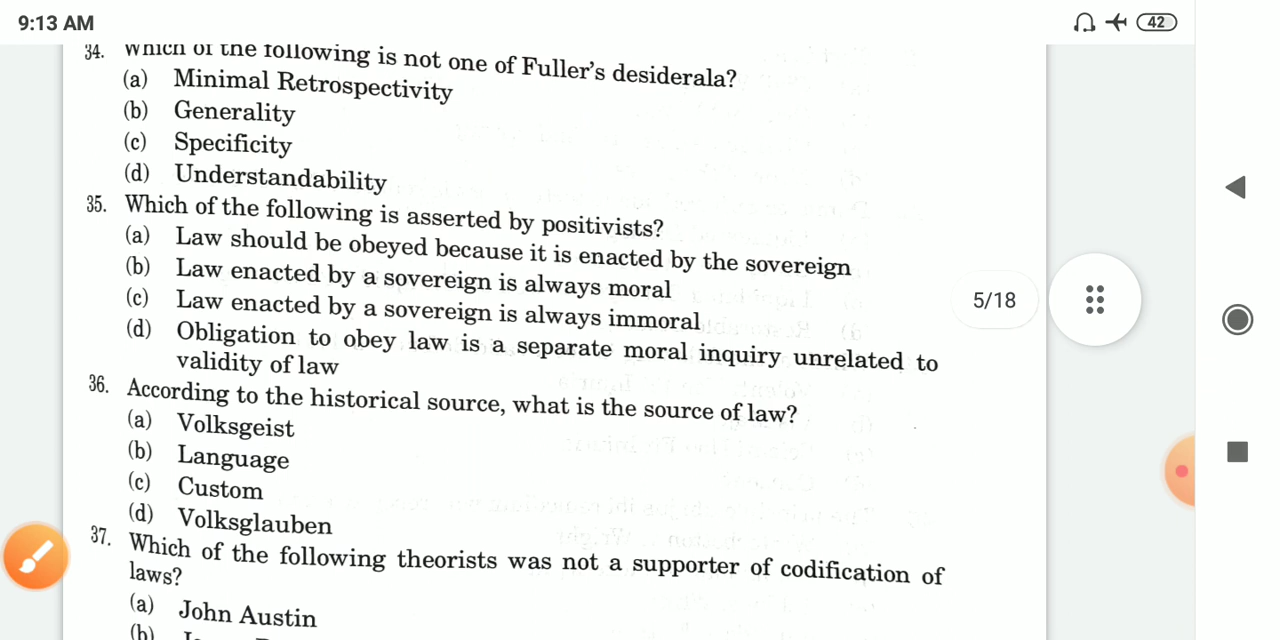 9:13 AM
42
34. Which of the following is not one of Fuller's desiderala?
(a) Minimal Retrospectivity
(b) Generality
(c) Specificity
(d) Understandability
35. Which of the following is asserted by positivists?
(a) Law should be obeyed because it is enacted by the sovereign
(b) Law enacted by a sovereign is always moral
(c) Law enacted by a sovereign is always immoral
(d) Obligation to obey law is a separate moral inquiry unrelated to
validity of law
5/18
36. According to the historical source, what is the source of law?
(a) Volksgeist
(b) Language
(c) Custom
(d) Volksglauben
37. Which of the following theorists was not a supporter of codification of
laws?
(a) John Austin
(b)